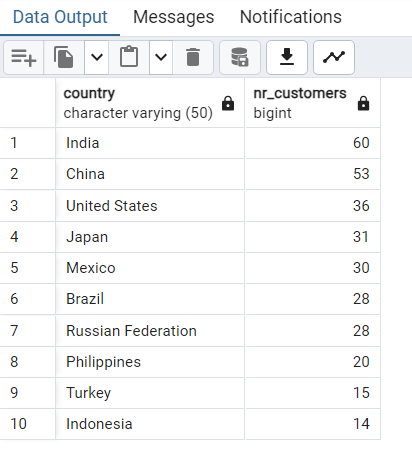 Data Output Messages Notifications
country nr_customers
character varying (50) bigint
1 India 60
2 China 53
3 United States 36
4 Japan 31
5 Mexico 30
6 Brazil 28
7 Russian Federation 28
8 Philippines 20
9 Turkey 15
10 Indonesia 14